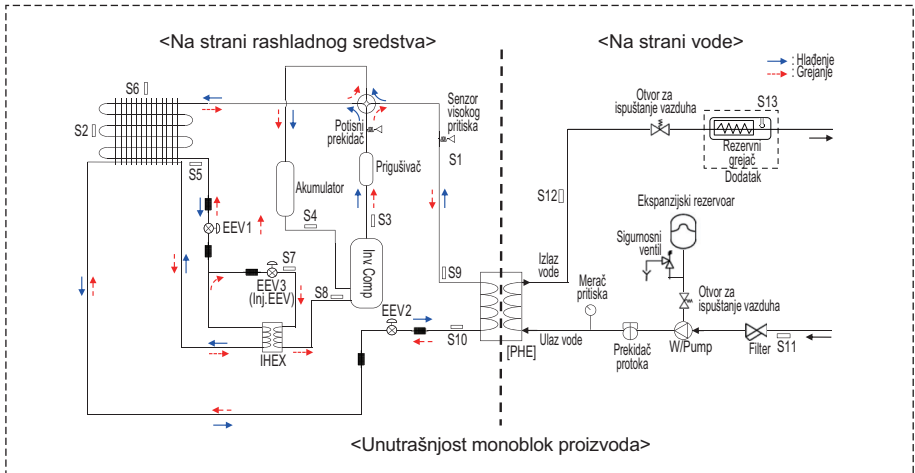 <Na strani rashladnog sredstva>
<Na strani vode>
: Hlađenje
: Grejanje
S6
S2
S5
EEV1
Akumulator
S4
Potisni
prekidač
Prigušivač
S3
Senzor
visokog
pritiska
S1
Inv.Comp
S7
EEV3
(Inj.EEV)
S8
IHEX
EEV2
S9
S10
[PHE]
Izlaz
vode
Ulaz vode
Otvor za
ispuštanje vazduha
S13
Rezervni
grejač
Dodatak
S12
Ekspanzijski rezervoar
Sigurnosni
ventil
Otvor za
ispuštanje vazduha
Merač
pritiska
Prekidač
protoka
W/Pump
Filter
S11
<Unutrašnjost monoblok proizvoda>